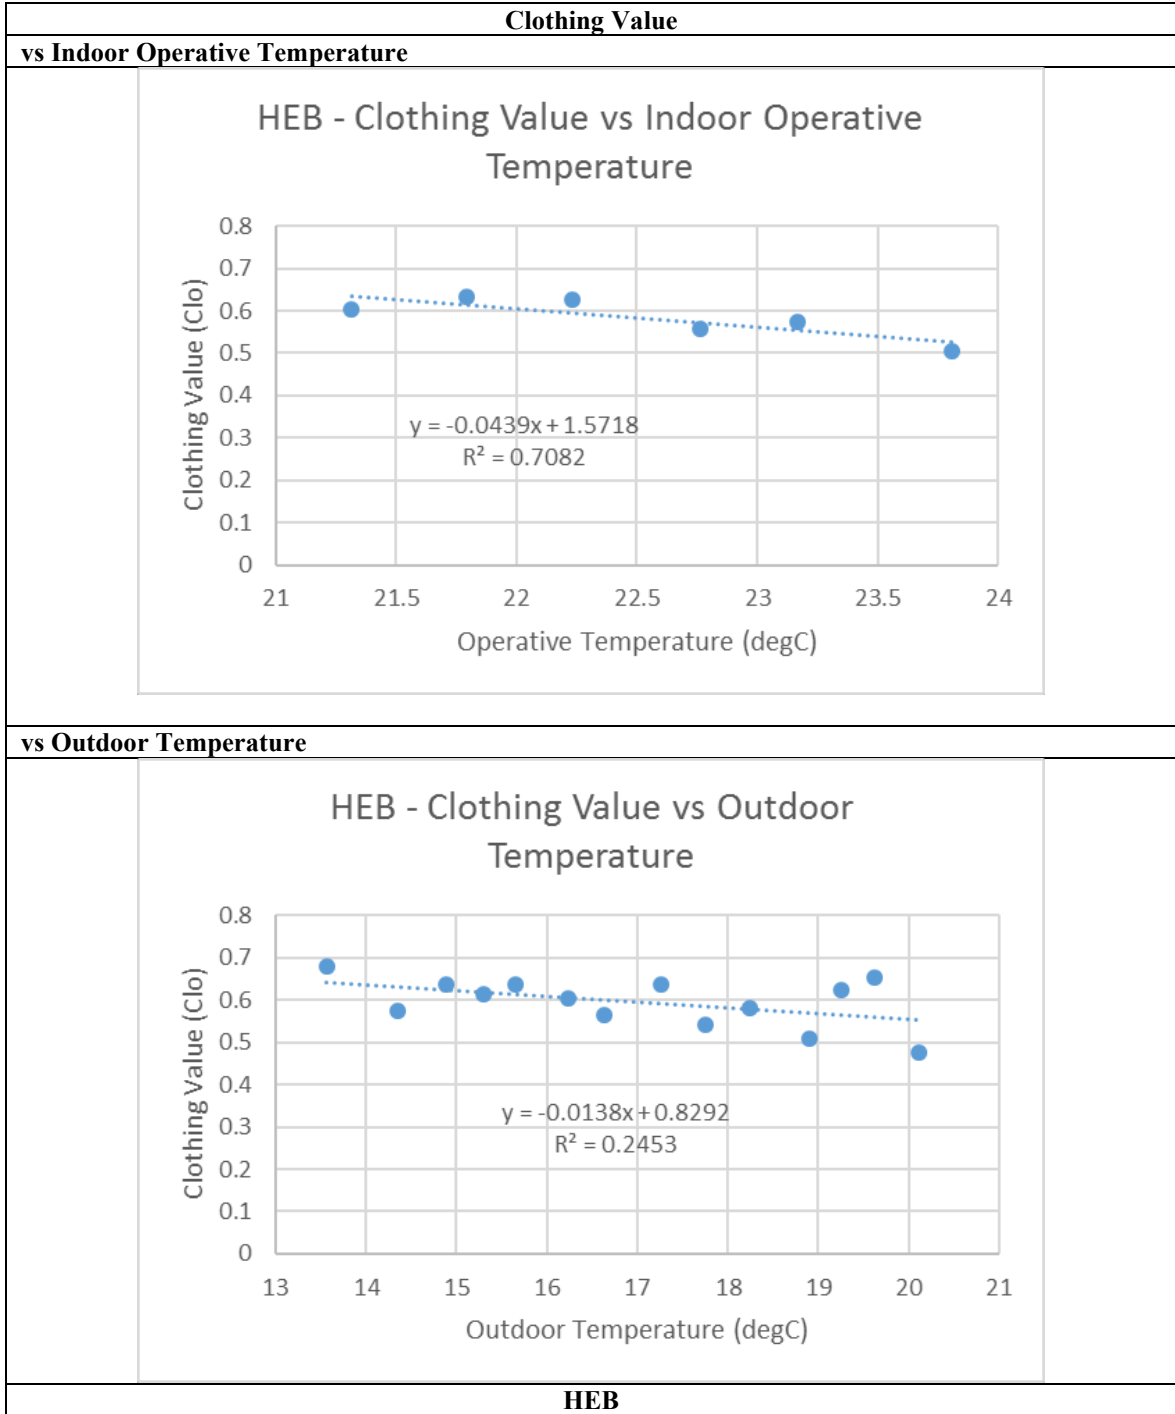 Clothing Value
vs Indoor Operative Temperature
HEB - Clothing Value vs Indoor Operative
Temperature
0.8
0.7
0.6
0.5
0.4
0.3
0.2
0.1
0
Clothing Value (Clo)
y = -0.0439x + 1.5718
R² = 0.7082
21 21.5 22 22.5 23 23.5 24
Operative Temperature (degC)
vs Outdoor Temperature
HEB - Clothing Value vs Outdoor
Temperature
0.8
0.7
0.6
0.5
0.4
0.3
0.2
0.1
0
Clothing Value (Clo)
y = -0.0138x + 0.8292
R² = 0.2453
13 14 15 16 17 18 19 20 21
Outdoor Temperature (degC)
HEB